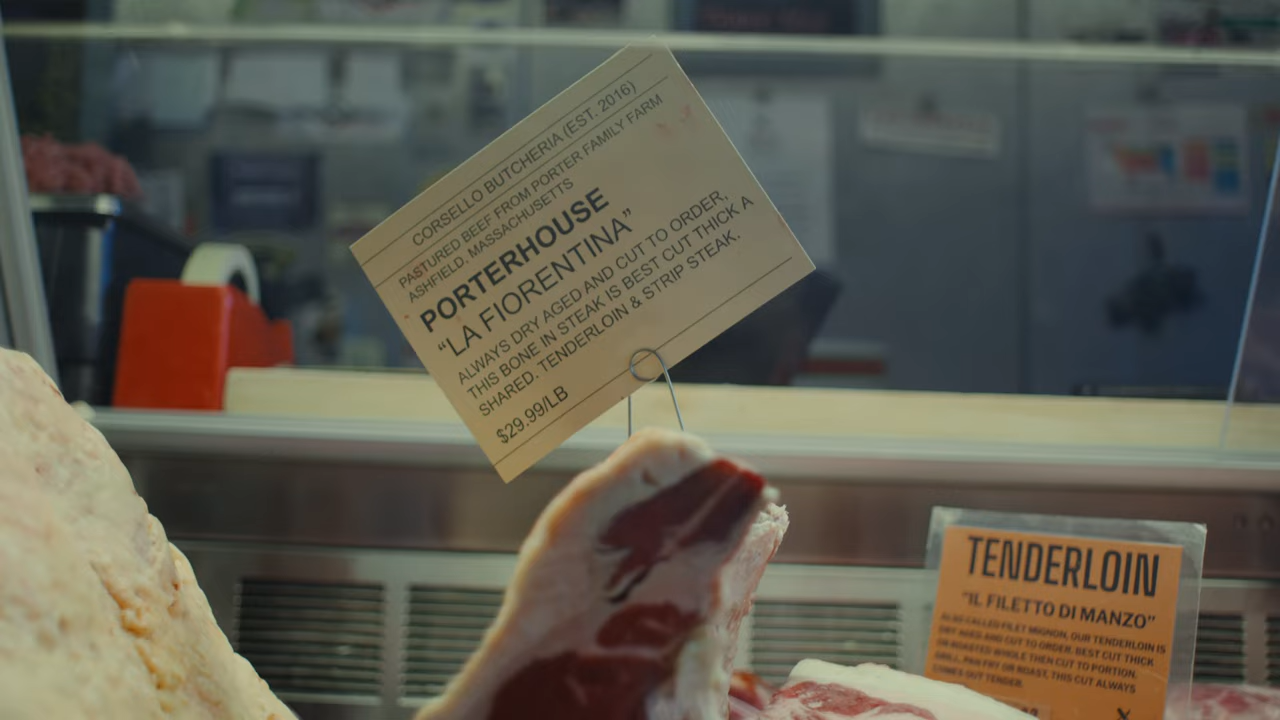 CORSELLO BUTCHERIA (EST. 2016)
PASTURED BEEF FROM PORTER FAMILY FARM
ASHFIELD, MASSACHUSETTS
PORTERHOUSE
“LA FIORENTINA”
ALWAYS DRY AGED AND CUT TO ORDER,
THIS BONE IN STEAK IS BEST CUT THICK A
SHARED. TENDERLOIN & STRIP STEAK.
$29.99/LB
TENDERLOIN
"IL FILETTO DI MANZO"
ALSO CALLED FILET MIGNON, OUR TENDERLOIN IS
DRY AGED AND CUT TO ORDER. BEST CUT THICK
OR ROASTED WHOLE THEN CUT TO PORTION.
GRILL, PAN FRY OR ROAST, THIS CUT ALWAYS
COMES OUT TENDER.